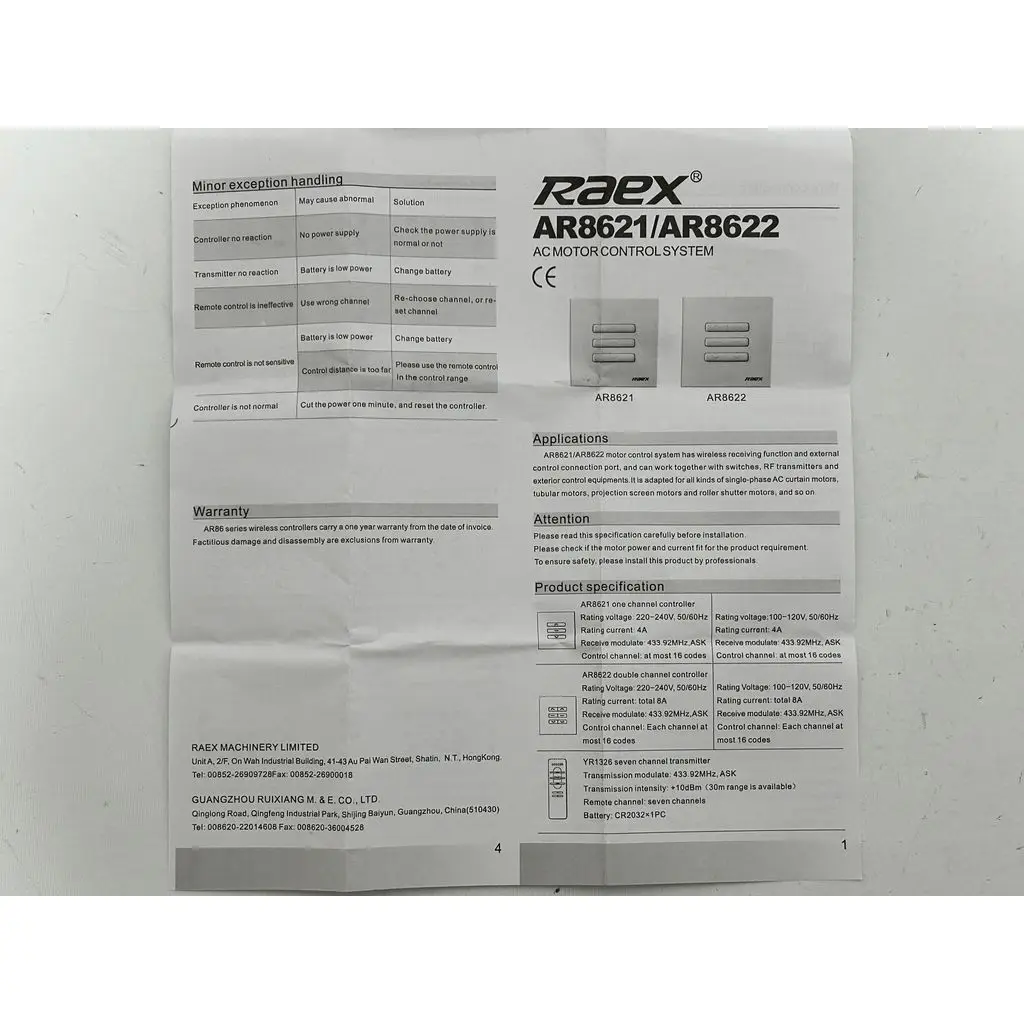 Minor exception handling
Exception phenomenon May cause abnormal Solution
Controller no reaction No power supply Check the power supply is
normal or not
Transmitter no reaction Battery is low power Change battery
Remote control is ineffective Use wrong channel Re-choose channel, or re-
set channel
Remote control is not sensitive Battery is low power Change battery
Control distance is too far Please use the remote control
in the control range
Controller is not normal Cut the power one minute, and reset the controller.
Warranty
AR86 series wireless controllers carry a one year warranty from the date of invoice.
Factitious damage and disassembly are exclusions from warranty.
RAEX MACHINERY LIMITED
Unit A, 2/F, On Wah Industrial Building, 41-43 Au Pai Wan Street, Shatin, N.T., HongKong.
Tel: 00852-26909728Fax: 00852-26900018
GUANGZHOU RUIXIANG M. & E. CO., LTD.
Qinglong Road, Qingfeng Industrial Park, Shijing Baiyun, Guangzhou, China(510430)
Tel: 008620-22014608 Fax: 008620-36004528
4
Raex®
AR8621/AR8622
AC MOTOR CONTROL SYSTEM
CE
Raex Raex
AR8621 AR8622
Applications
AR8621/AR8622 motor control system has wireless receiving function and external
control connection port, and can work together with switches, RF transmitters and
exterior control equipments. It is adapted for all kinds of single-phase AC curtain motors,
tubular motors, projection screen motors and roller shutter motors, and so on
Attention
Please read this specification carefully before installation.
Please check if the motor power and current fit for the product requirement.
To ensure safety, please install this product by professionals.
Product specification
AR8621 one channel controller
Rating voltage: 220-240V, 50/60Hz Rating voltage:100-120V, 50/60Hz
Rating current: 4A Rating current: 4A
Receive modulate: 433.92MHz, ASK Receive modulate: 433.92MHz, ASK
Control channel: at most 16 codes Control channel: at most 16 codes
AR8622 double channel controller
Rating Voltage: 220-240V, 50/60Hz Rating Voltage: 100-120V, 50/60Hz
Rating current: total 8A Rating current: total 8A
Receive modulate: 433.92MHz, ASK Receive modulate: 433.92MHz, ASK
Control channel: Each channel at Control channel: Each channel at
most 16 codes most 16 codes
YR1326 seven channel transmitter
Transmission modulate: 433.92MHz, ASK
Transmission intensity: +10dBm (30m range is available)
Remote channel: seven channels
Battery: CR2032×1PC
1